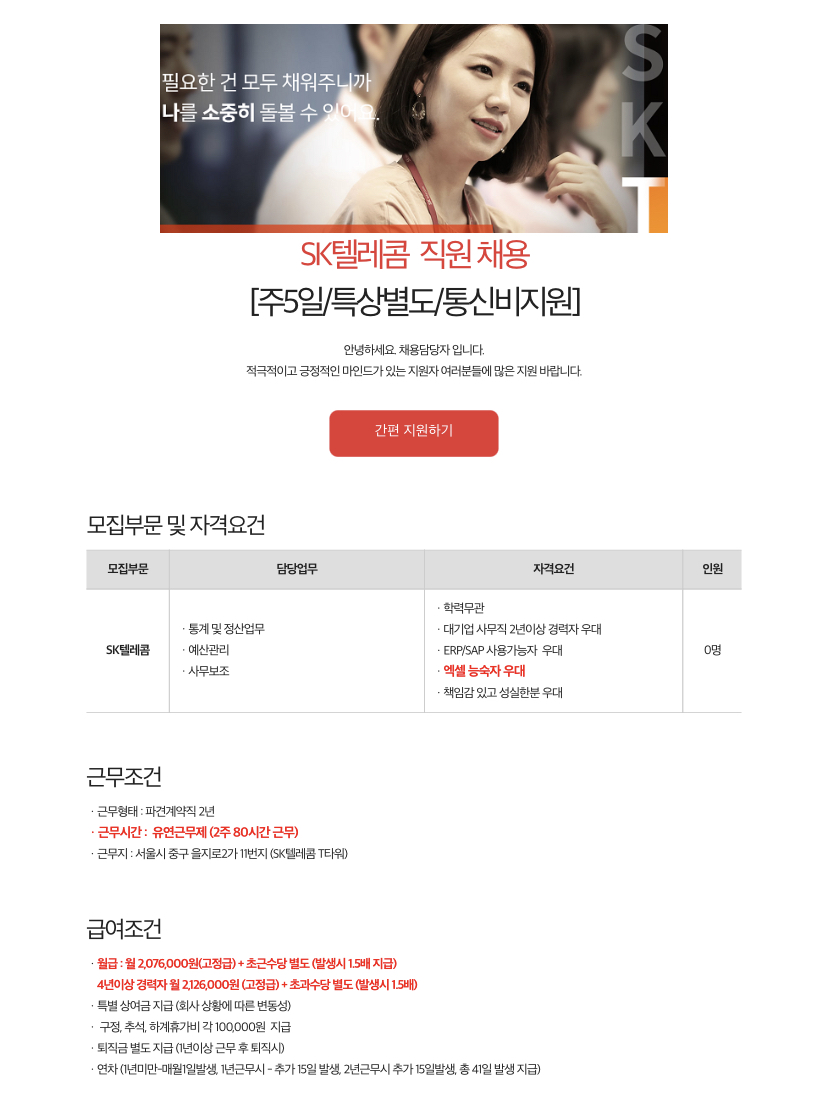 필요한 건 모두 채워주니까
나를 소중히 돌볼 수 있어요.
SKT
SK텔레콤 직원 채용
[주5일/특상별도/통신비지원]
안녕하세요. 채용담당자 입니다.
적극적이고 긍정적인 마인드가 있는 지원자 여러분들에 많은 지원 바랍니다.
간편 지원하기
모집부문 및 자격요건
모집부문 담당업무 자격요건 인원
SK텔레콤
· 통계 및 정산업무
· 예산관리
· 사무보조
· 학력무관
· 대기업 사무직 2년이상 경력자 우대
· ERP/SAP 사용가능자 우대
· 엑셀 능숙자 우대
· 책임감 있고 성실한분 우대
0명
근무조건
· 근무형태 : 파견계약직 2년
· 근무시간 : 유연근무제 (2주 80시간 근무)
· 근무지 : 서울시 중구 을지로2가 11번지 (SK텔레콤 T타워)
급여조건
· 월급 : 월 2,076,000원(고정급) + 초근수당 별도 (발생시 1.5배 지급)
4년이상 경력자 월 2,126,000원 (고정급) + 초과수당 별도 (발생시 1.5배)
· 특별 상여금 지급 (회사 상황에 따른 변동성)
· 구정, 추석, 하계휴가비 각 100,000원 지급
· 퇴직금 별도 지급 (1년이상 근무 후 퇴직시)
· 연차 (1년미만-매월1일발생, 1년근무시 - 추가 15일 발생, 2년근무시 추가 15일발생, 총 41일 발생 지급)